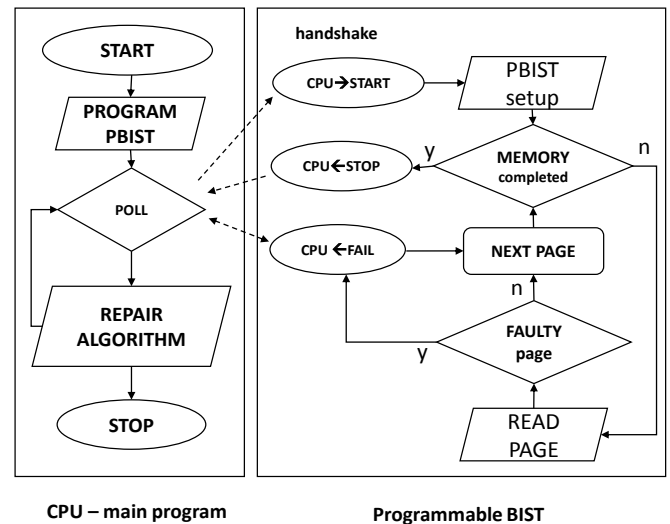 START
PROGRAM
PBIST
POLL
REPAIR
ALGORITHM
STOP
handshake
CPU→START
PBIST
setup
CPU←STOP
y
MEMORY
completed
n
CPU ←FAIL
NEXT PAGE
n
FAULTY
page
y
READ
PAGE
CPU – main program
Programmable BIST